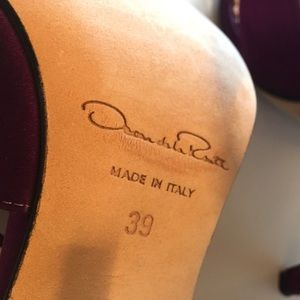 Oscar de la Renta
MADE IN ITALY
39